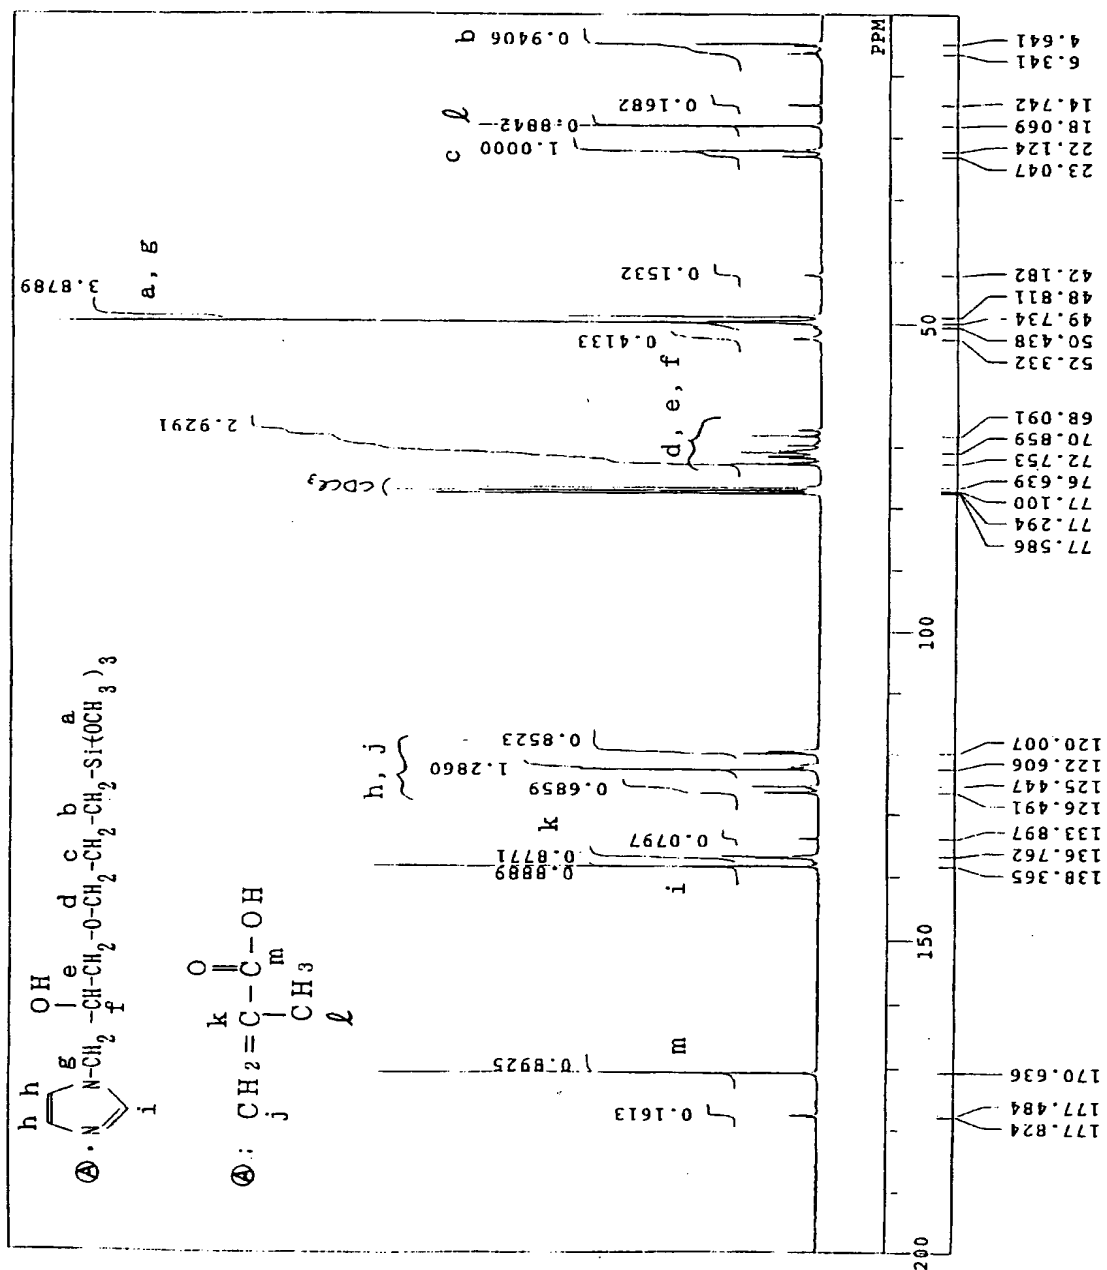 OH
h h g e d c b a
Ⓐ · N N-CH2-CH-CH2-O-CH2-CH2-CH2-Si(OCH3)3
f
i
O
k
Ⓐ: CH2=C-C-OH
j m
CH3
ℓ
m
i
k
h, j
)CDCℓ3
d, e, f
a, g
c
ℓ
b
0.1613
0.8925
0.8889
0.8771
0.0797
0.6859
1.2860
0.8523
2.9291
0.4133
3.8789
0.1532
1.0000
0.8842
0.1682
0.9406
200
150
100
50
PPM
177.824
177.484
170.636
138.365
136.762
133.897
126.491
125.447
122.606
120.007
77.586
77.294
77.100
76.639
72.753
70.859
68.091
52.332
50.438
49.734
48.811
42.182
23.047
22.124
18.069
14.742
6.341
4.641